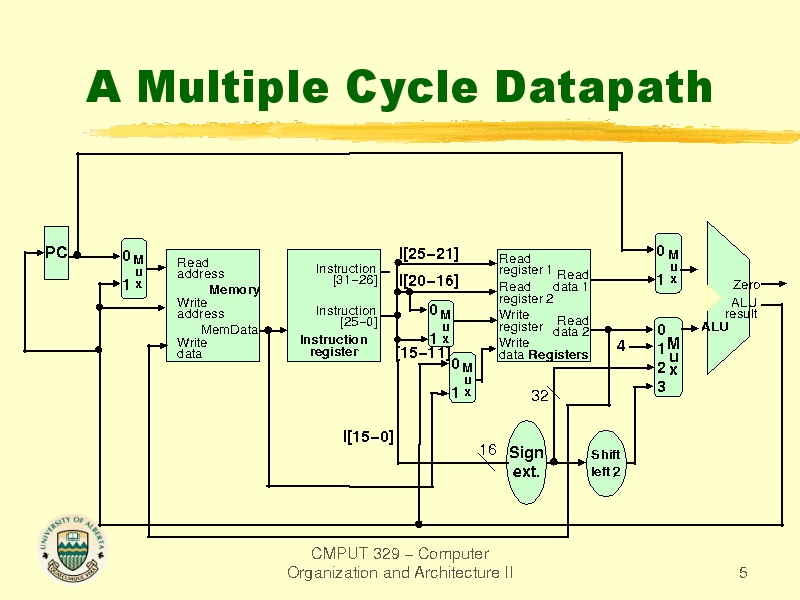 A Multiple Cycle Datapath
PC
0 M
u
1 x
Read
address
Memory
Write
address
MemData
Write
data
Instruction
[31–26]
Instruction
[25–0]
Instruction
register
I[25–21]
I[20–16]
[15–11]
I[15–0]
0 M
u
1 x
0 M
u
1 x
Read
register 1
Read
register 2
Write
register
Write
data Registers
Read
data 1
Read
data 2
0 M
u
1 x
4
0
1 M
2 u
x
3
32
16
Sign
ext.
Shift
left 2
Zero
ALU
result
ALU
UNIVERSITY OF ALBERTA
QUAECUMQUE VERA
CMPUT 329 – Computer
Organization and Architecture II
5